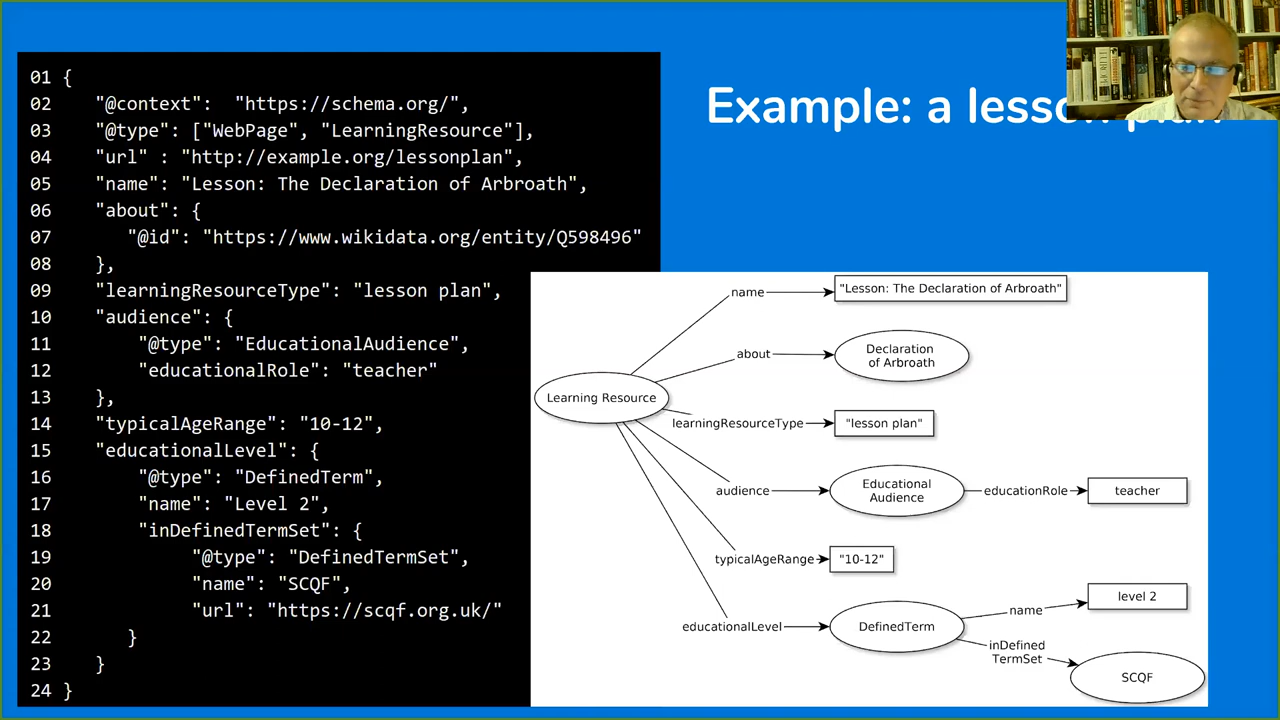 01 {
02 "@context": "https://schema.org/",
03 "@type": ["WebPage", "LearningResource"],
04 "url" : "http://example.org/lessonplan",
05 "name": "Lesson: The Declaration of Arbroath",
06 "about": {
07 "@id": "https://www.wikidata.org/entity/Q598496"
08 },
09 "learningResourceType": "lesson plan",
10 "audience": {
11 "@type": "EducationalAudience",
12 "educationalRole": "teacher"
13 },
14 "typicalAgeRange": "10-12",
15 "educationalLevel": {
16 "@type": "DefinedTerm",
17 "name": "Level 2",
18 "inDefinedTermSet": {
19 "@type": "DefinedTermSet",
20 "name": "SCQF",
21 "url": "https://scqf.org.uk/"
22 }
23 }
24 }
Example: a lesson plan
name
"Lesson: The Declaration of Arbroath"
about
Declaration
of Arbroath
Learning Resource
learningResourceType
"lesson plan"
audience
Educational
Audience
educationRole
teacher
typicalAgeRange
"10-12"
educationalLevel
DefinedTerm
name
level 2
inDefined
TermSet
SCQF